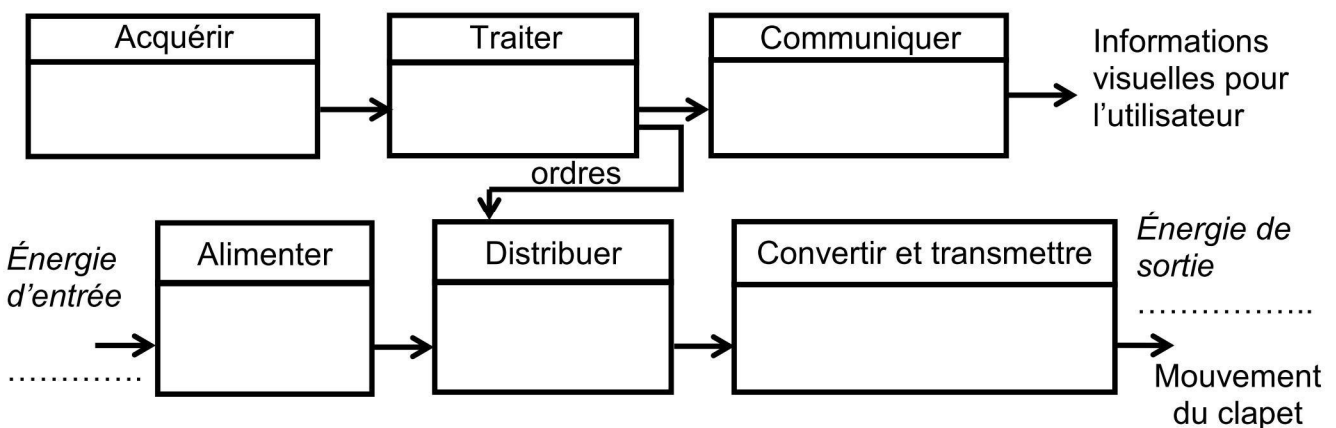 Acquérir
Traiter
Communiquer
Informations
visuelles pour
l'utilisateur
ordres
Énergie
d'entrée
.............
Alimenter
Distribuer
Convertir et transmettre
Énergie de
sortie
..................
Mouvement
du clapet